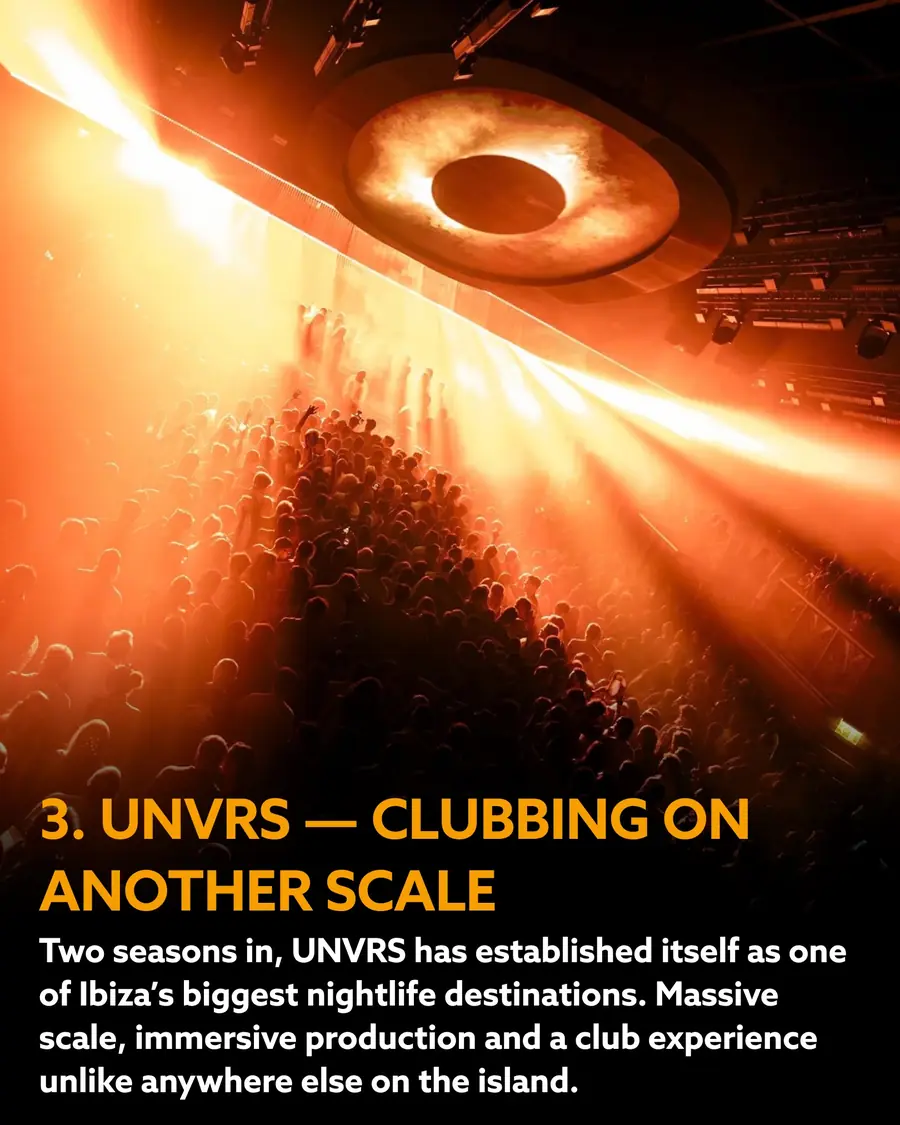 3. UNVRS — CLUBBING ON
ANOTHER SCALE
Two seasons in, UNVRS has established itself as one
of Ibiza’s biggest nightlife destinations. Massive
scale, immersive production and a club experience
unlike anywhere else on the island.